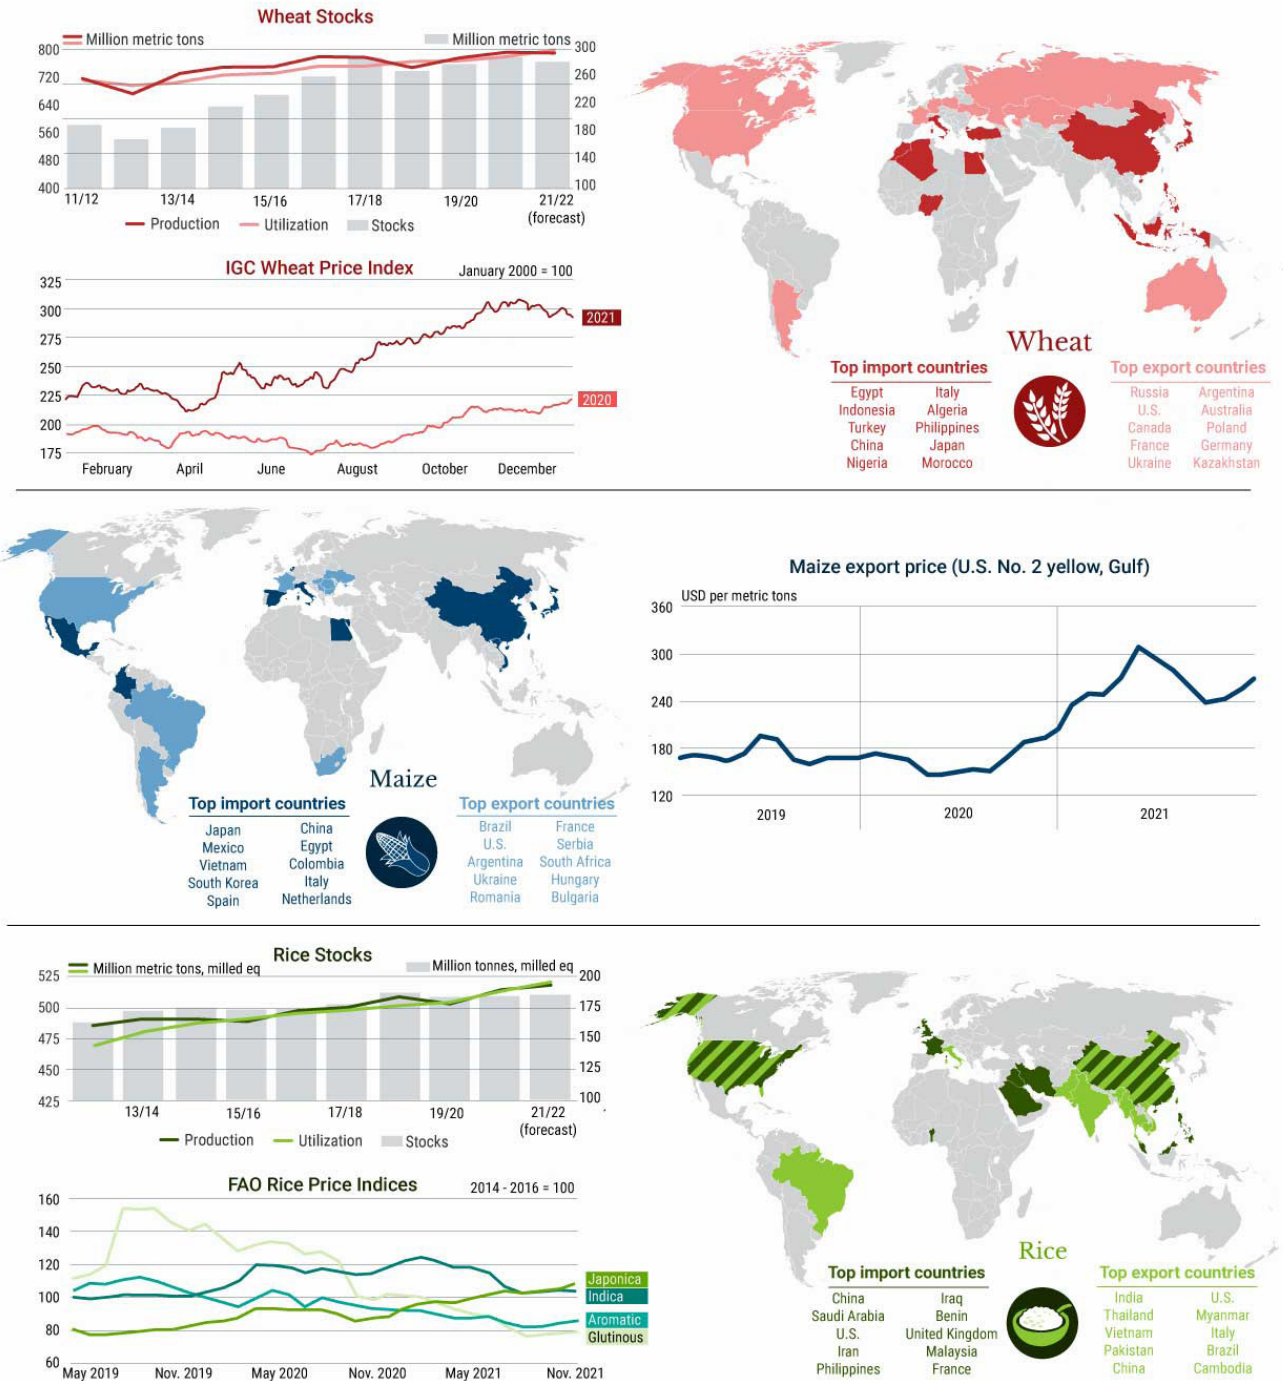 Wheat Stocks
Million metric tons
Million metric tons
800
720
640
560
480
400
300
260
220
180
140
100
11/12
13/14
15/16
17/18
19/20
21/22
(forecast)
Production
Utilization
Stocks
IGC Wheat Price Index
January 2000 = 100
325
300
275
250
225
200
175
2021
2020
February
April
June
August
October
December
Wheat
Top import countries
Egypt
Indonesia
Turkey
China
Nigeria
Italy
Algeria
Philippines
Japan
Morocco
Top export countries
Russia
U.S.
Canada
France
Ukraine
Argentina
Australia
Poland
Germany
Kazakhstan
Maize
Top import countries
Japan
Mexico
Vietnam
South Korea
Spain
China
Egypt
Colombia
Italy
Netherlands
Top export countries
Brazil
U.S.
Argentina
Ukraine
Romania
France
Serbia
South Africa
Hungary
Bulgaria
Maize export price (U.S. No. 2 yellow, Gulf)
USD per metric tons
360
300
240
180
120
2019
2020
2021
Rice Stocks
Million metric tons, milled eq
Million tonnes, milled eq
525
500
475
450
425
200
175
150
125
100
13/14
15/16
17/18
19/20
21/22
(forecast)
Production
Utilization
Stocks
FAO Rice Price Indices
2014 - 2016 = 100
160
140
120
100
80
60
Japonica
Indica
Aromatic
Glutinous
May 2019
Nov. 2019
May 2020
Nov. 2020
May 2021
Nov. 2021
Rice
Top import countries
China
Saudi Arabia
U.S.
Iran
Philippines
Iraq
Benin
United Kingdom
Malaysia
France
Top export countries
India
Thailand
Vietnam
Pakistan
China
U.S.
Myanmar
Italy
Brazil
Cambodia